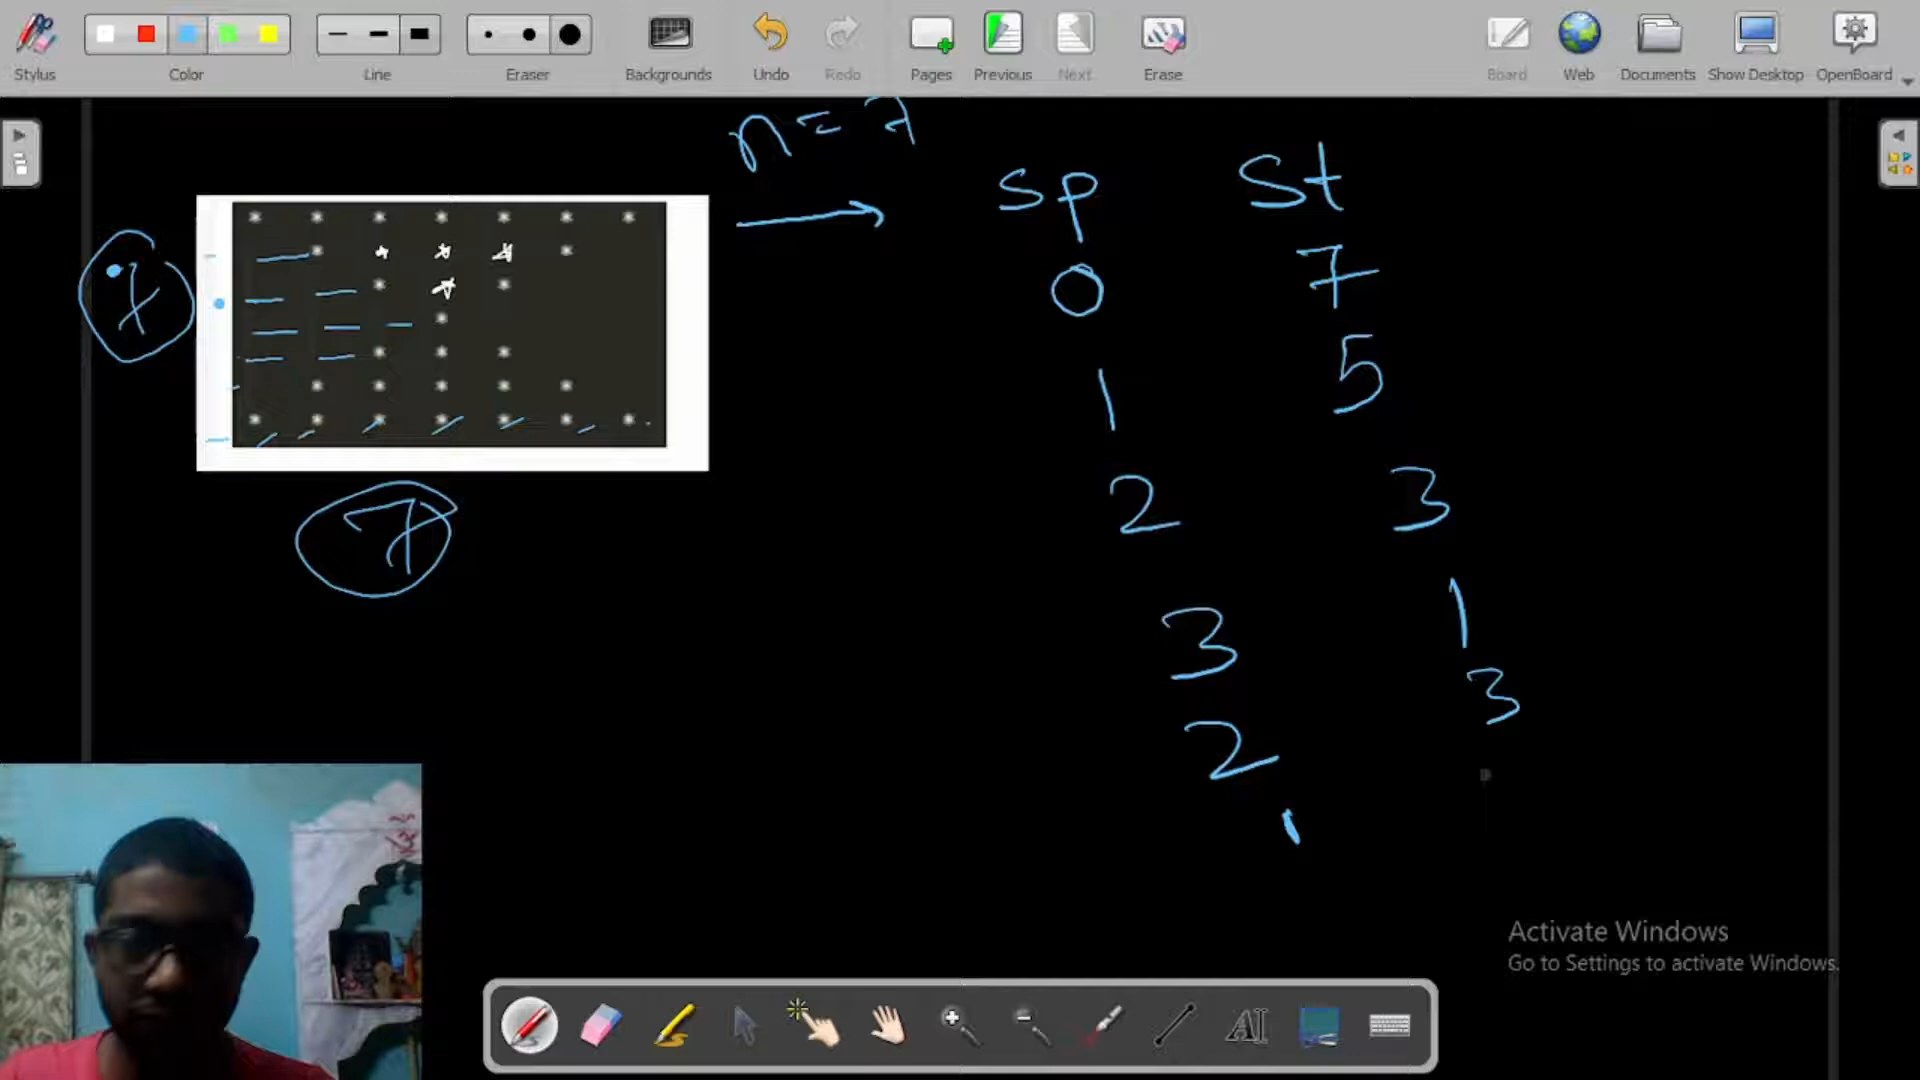 Stylus Color Line Eraser Backgrounds Undo Redo Pages Previous Next Erase Board Web Documents Show Desktop OpenBoard
n = 7
sp St
0 7
1 5
2 3
3 1
2 3
1
7
7
Activate Windows
Go to Settings to activate Windows.
AI